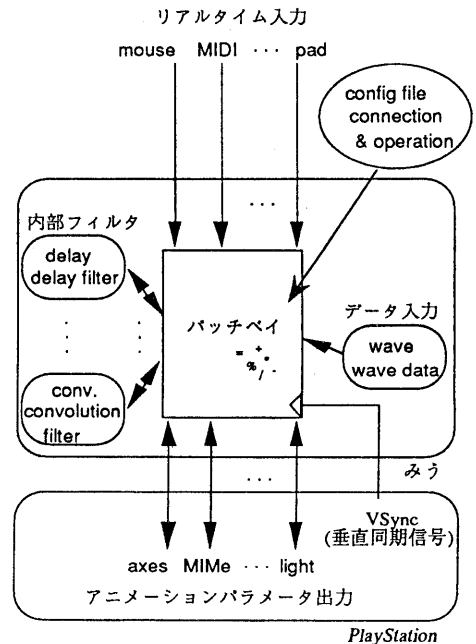 リアルタイム入力
mouse MIDI ··· pad
config file
connection
& operation
···
内部フィルタ
delay
delay filter
パッチベイ
= + * % / -
データ入力
wave
wave data
conv.
convolution
filter
みう
···
VSync
(垂直同期信号)
axes MIMe ··· light
アニメーションパラメータ出力
PlayStation